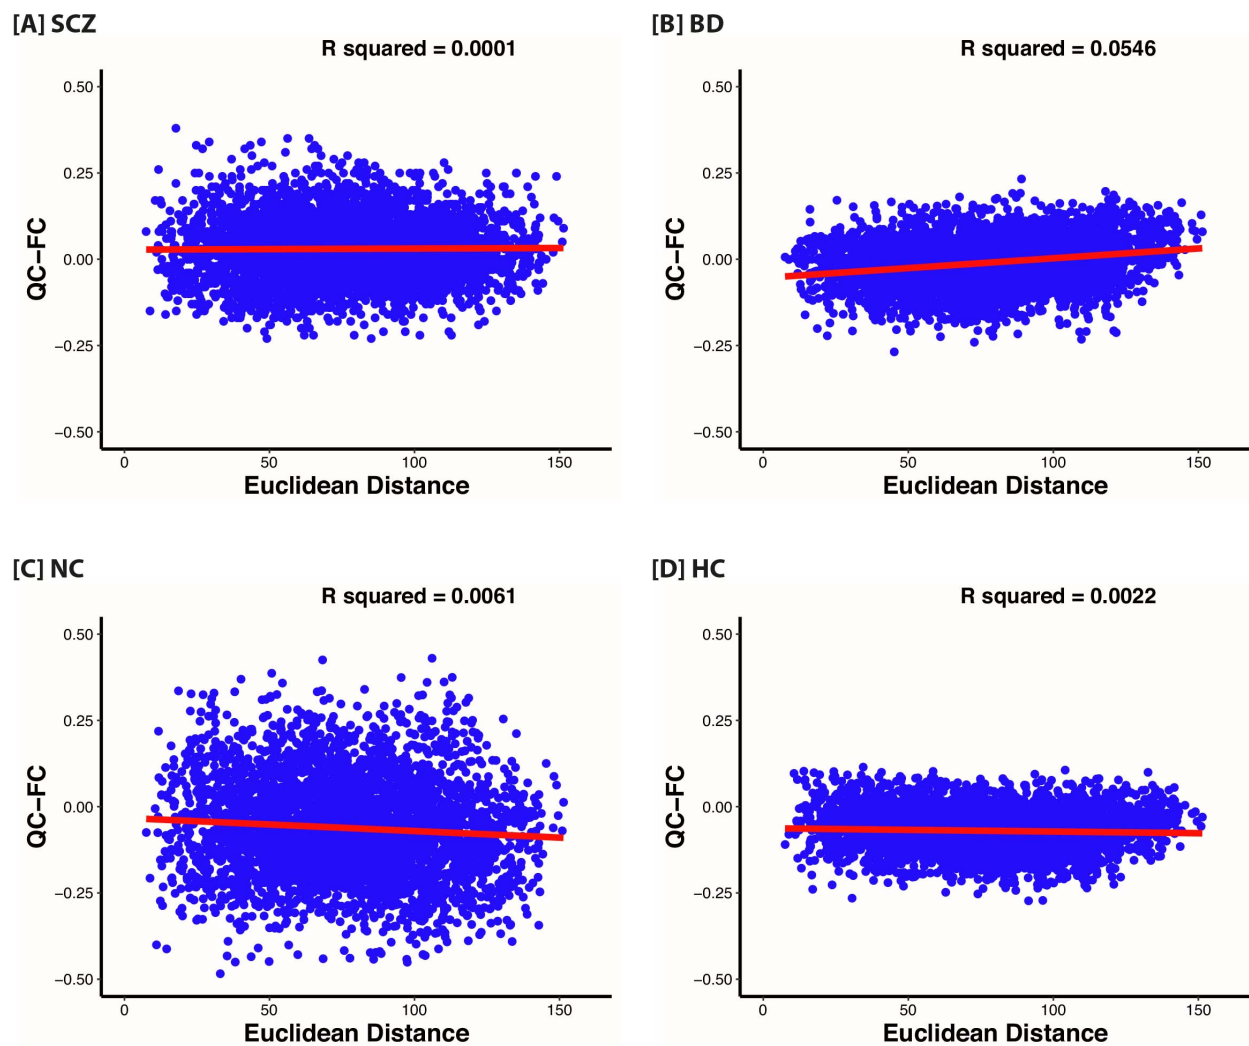 [A] SCZ
R squared = 0.0001
0.50
0.25
0.00
−0.25
−0.50
QC−FC
0 50 100 150
Euclidean Distance
[B] BD
R squared = 0.0546
0.50
0.25
0.00
−0.25
−0.50
QC−FC
0 50 100 150
Euclidean Distance
[C] NC
R squared = 0.0061
0.50
0.25
0.00
−0.25
−0.50
QC−FC
0 50 100 150
Euclidean Distance
[D] HC
R squared = 0.0022
0.50
0.25
0.00
−0.25
−0.50
QC−FC
0 50 100 150
Euclidean Distance